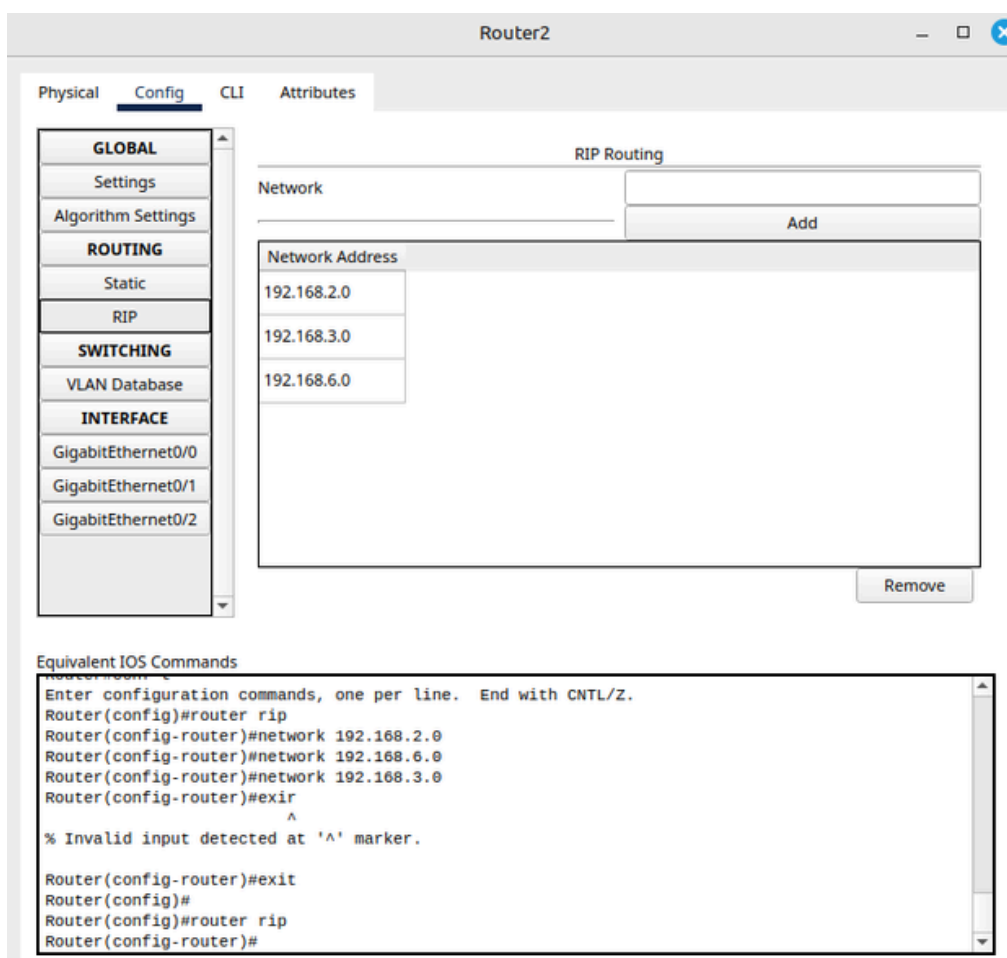 Router2
Physical Config CLI Attributes
GLOBAL
Settings
Algorithm Settings
ROUTING
Static
RIP
SWITCHING
VLAN Database
INTERFACE
GigabitEthernet0/0
GigabitEthernet0/1
GigabitEthernet0/2
RIP Routing
Network
Add
Network Address
192.168.2.0
192.168.3.0
192.168.6.0
Remove
Equivalent IOS Commands
Enter configuration commands, one per line. End with CNTL/Z.
Router(config)#router rip
Router(config-router)#network 192.168.2.0
Router(config-router)#network 192.168.6.0
Router(config-router)#network 192.168.3.0
Router(config-router)#exir
^
% Invalid input detected at '^' marker.
Router(config-router)#exit
Router(config)#
Router(config)#router rip
Router(config-router)#